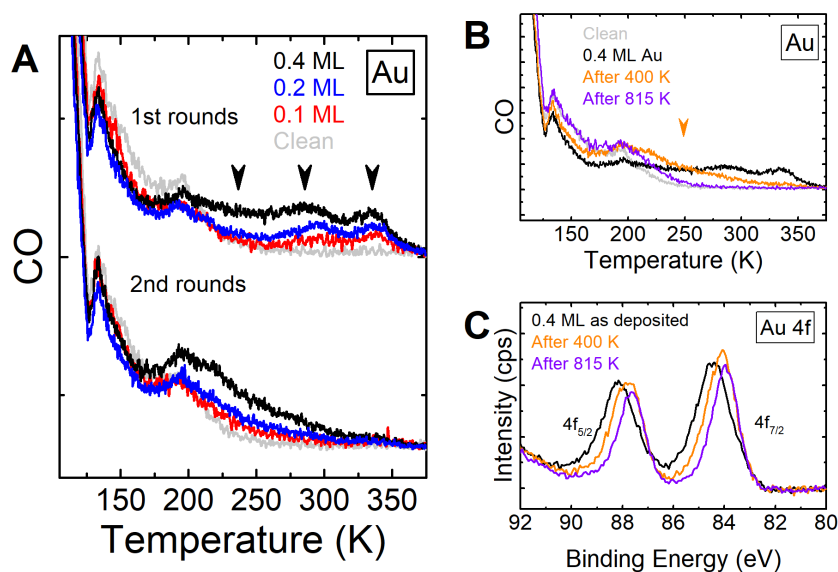 A
Au
0.4 ML
0.2 ML
0.1 ML
Clean
1st rounds
2nd rounds
CO
150 200 250 300 350
Temperature (K)
B
Au
Clean
0.4 ML Au
After 400 K
After 815 K
CO
150 200 250 300 350
Temperature (K)
C
Au 4f
0.4 ML as deposited
After 400 K
After 815 K
4f5/2
4f7/2
Intensity (cps)
92 90 88 86 84 82 80
Binding Energy (eV)